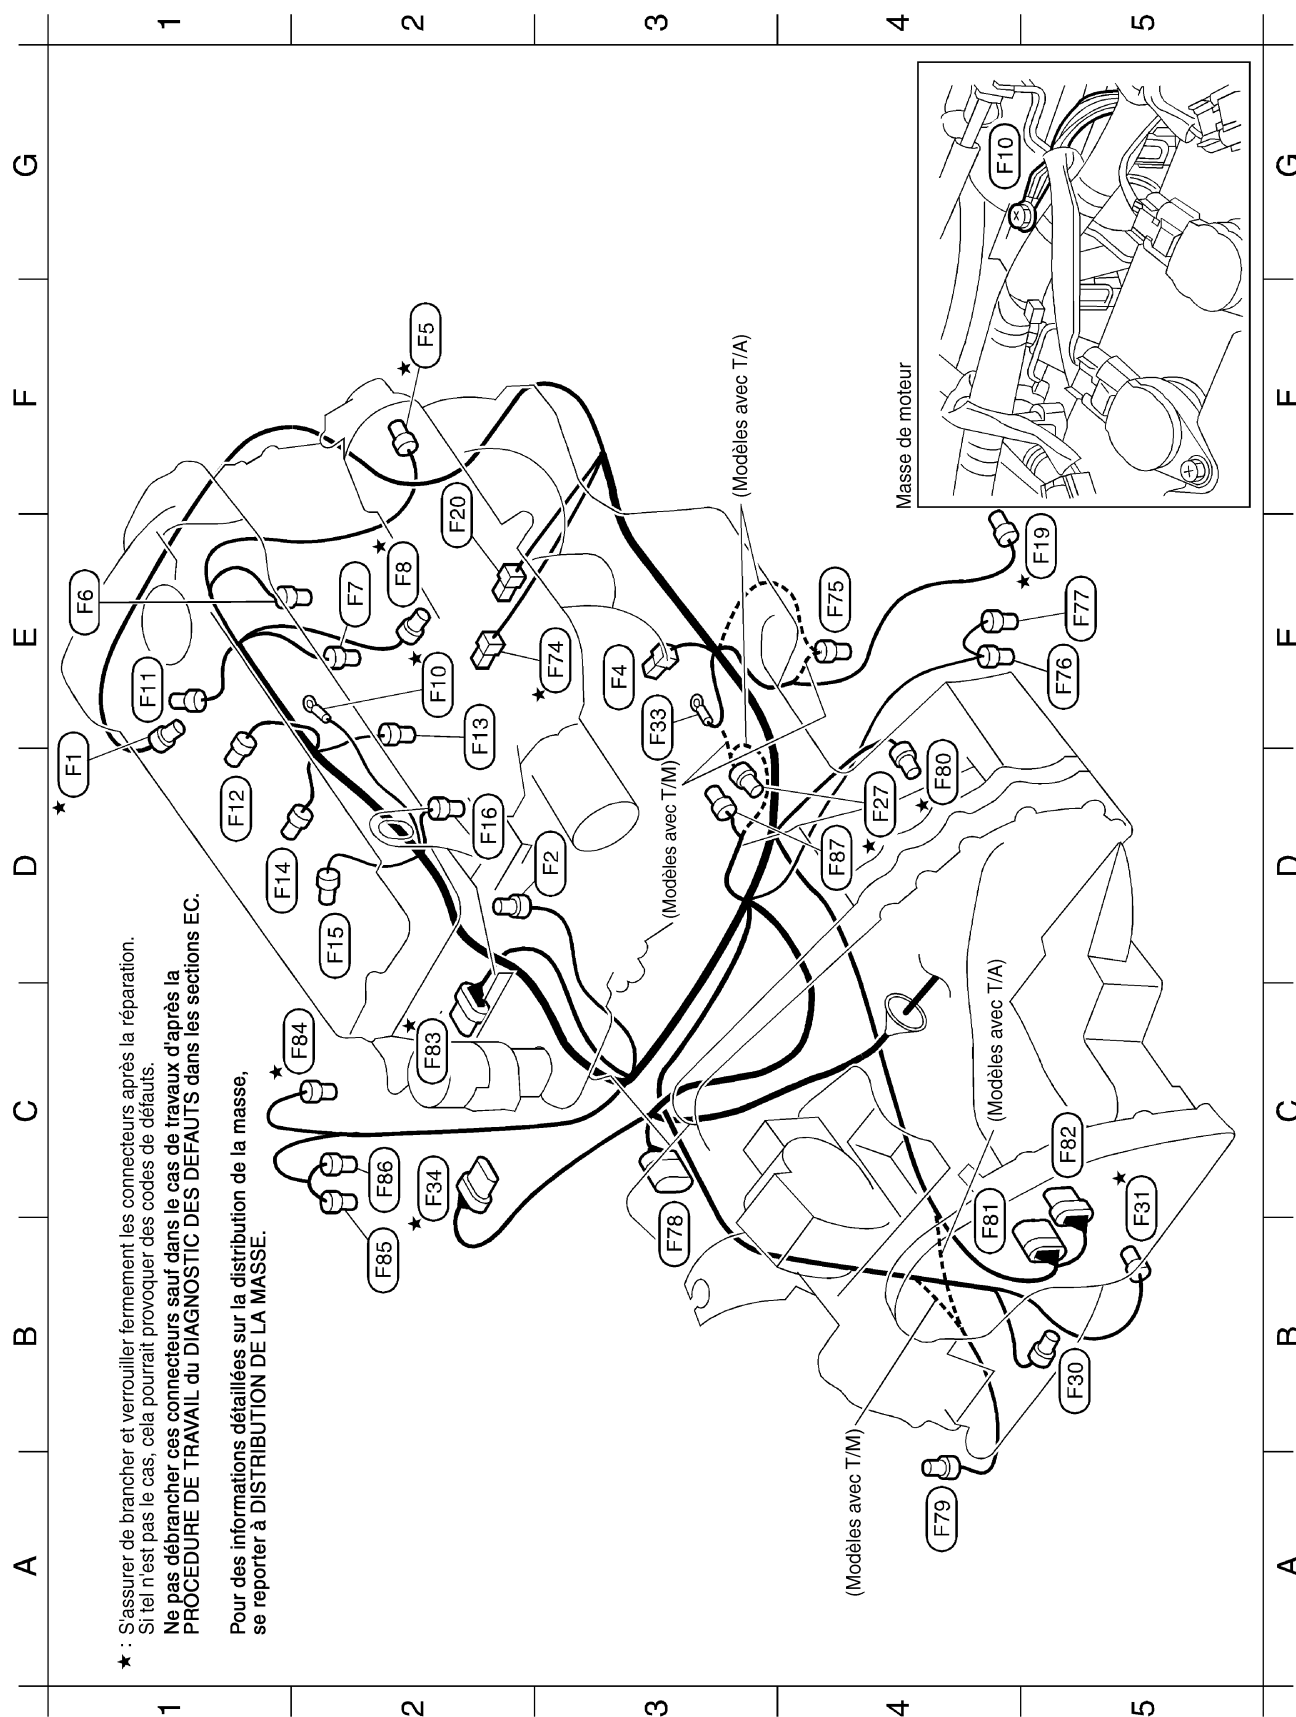 ★ : S'assurer de brancher et verrouiller fermement les connecteurs après la réparation.
Si tel n'est pas le cas, cela pourrait provoquer des codes de défauts.
Ne pas débrancher ces connecteurs sauf dans le cas de travaux d'après la
PROCEDURE DE TRAVAIL du DIAGNOSTIC DES DEFAUTS dans les sections EC.
Pour des informations détaillées sur la distribution de la masse,
se reporter à DISTRIBUTION DE LA MASSE.
A
B
C
D
E
F
G
1
2
3
4
5
★ F1
F6
F11
F12
F14
F15
★ F84
F86
F85
★ F34
★ F83
F16
F13
★ F10
F7
★ F8
★ F5
F20
★ F74
F2
F4
F33
(Modèles avec T/M)
(Modèles avec T/A)
F75
★ F19
F77
F76
★ F80
★ F27
F87
F78
(Modèles avec T/A)
F82
F81
★ F31
F30
(Modèles avec T/M)
F79
Masse de moteur
F10
1
2
3
4
5
A
B
C
D
E
F
G